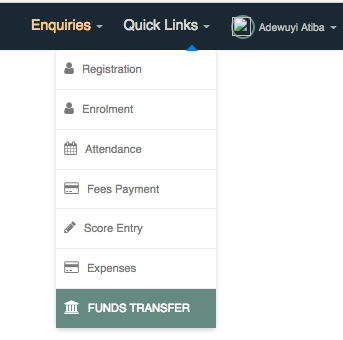 Enquiries
Quick Links
Adewuyi Atiba
Registration
Enrolment
Attendance
Fees Payment
Score Entry
Expenses
FUNDS TRANSFER